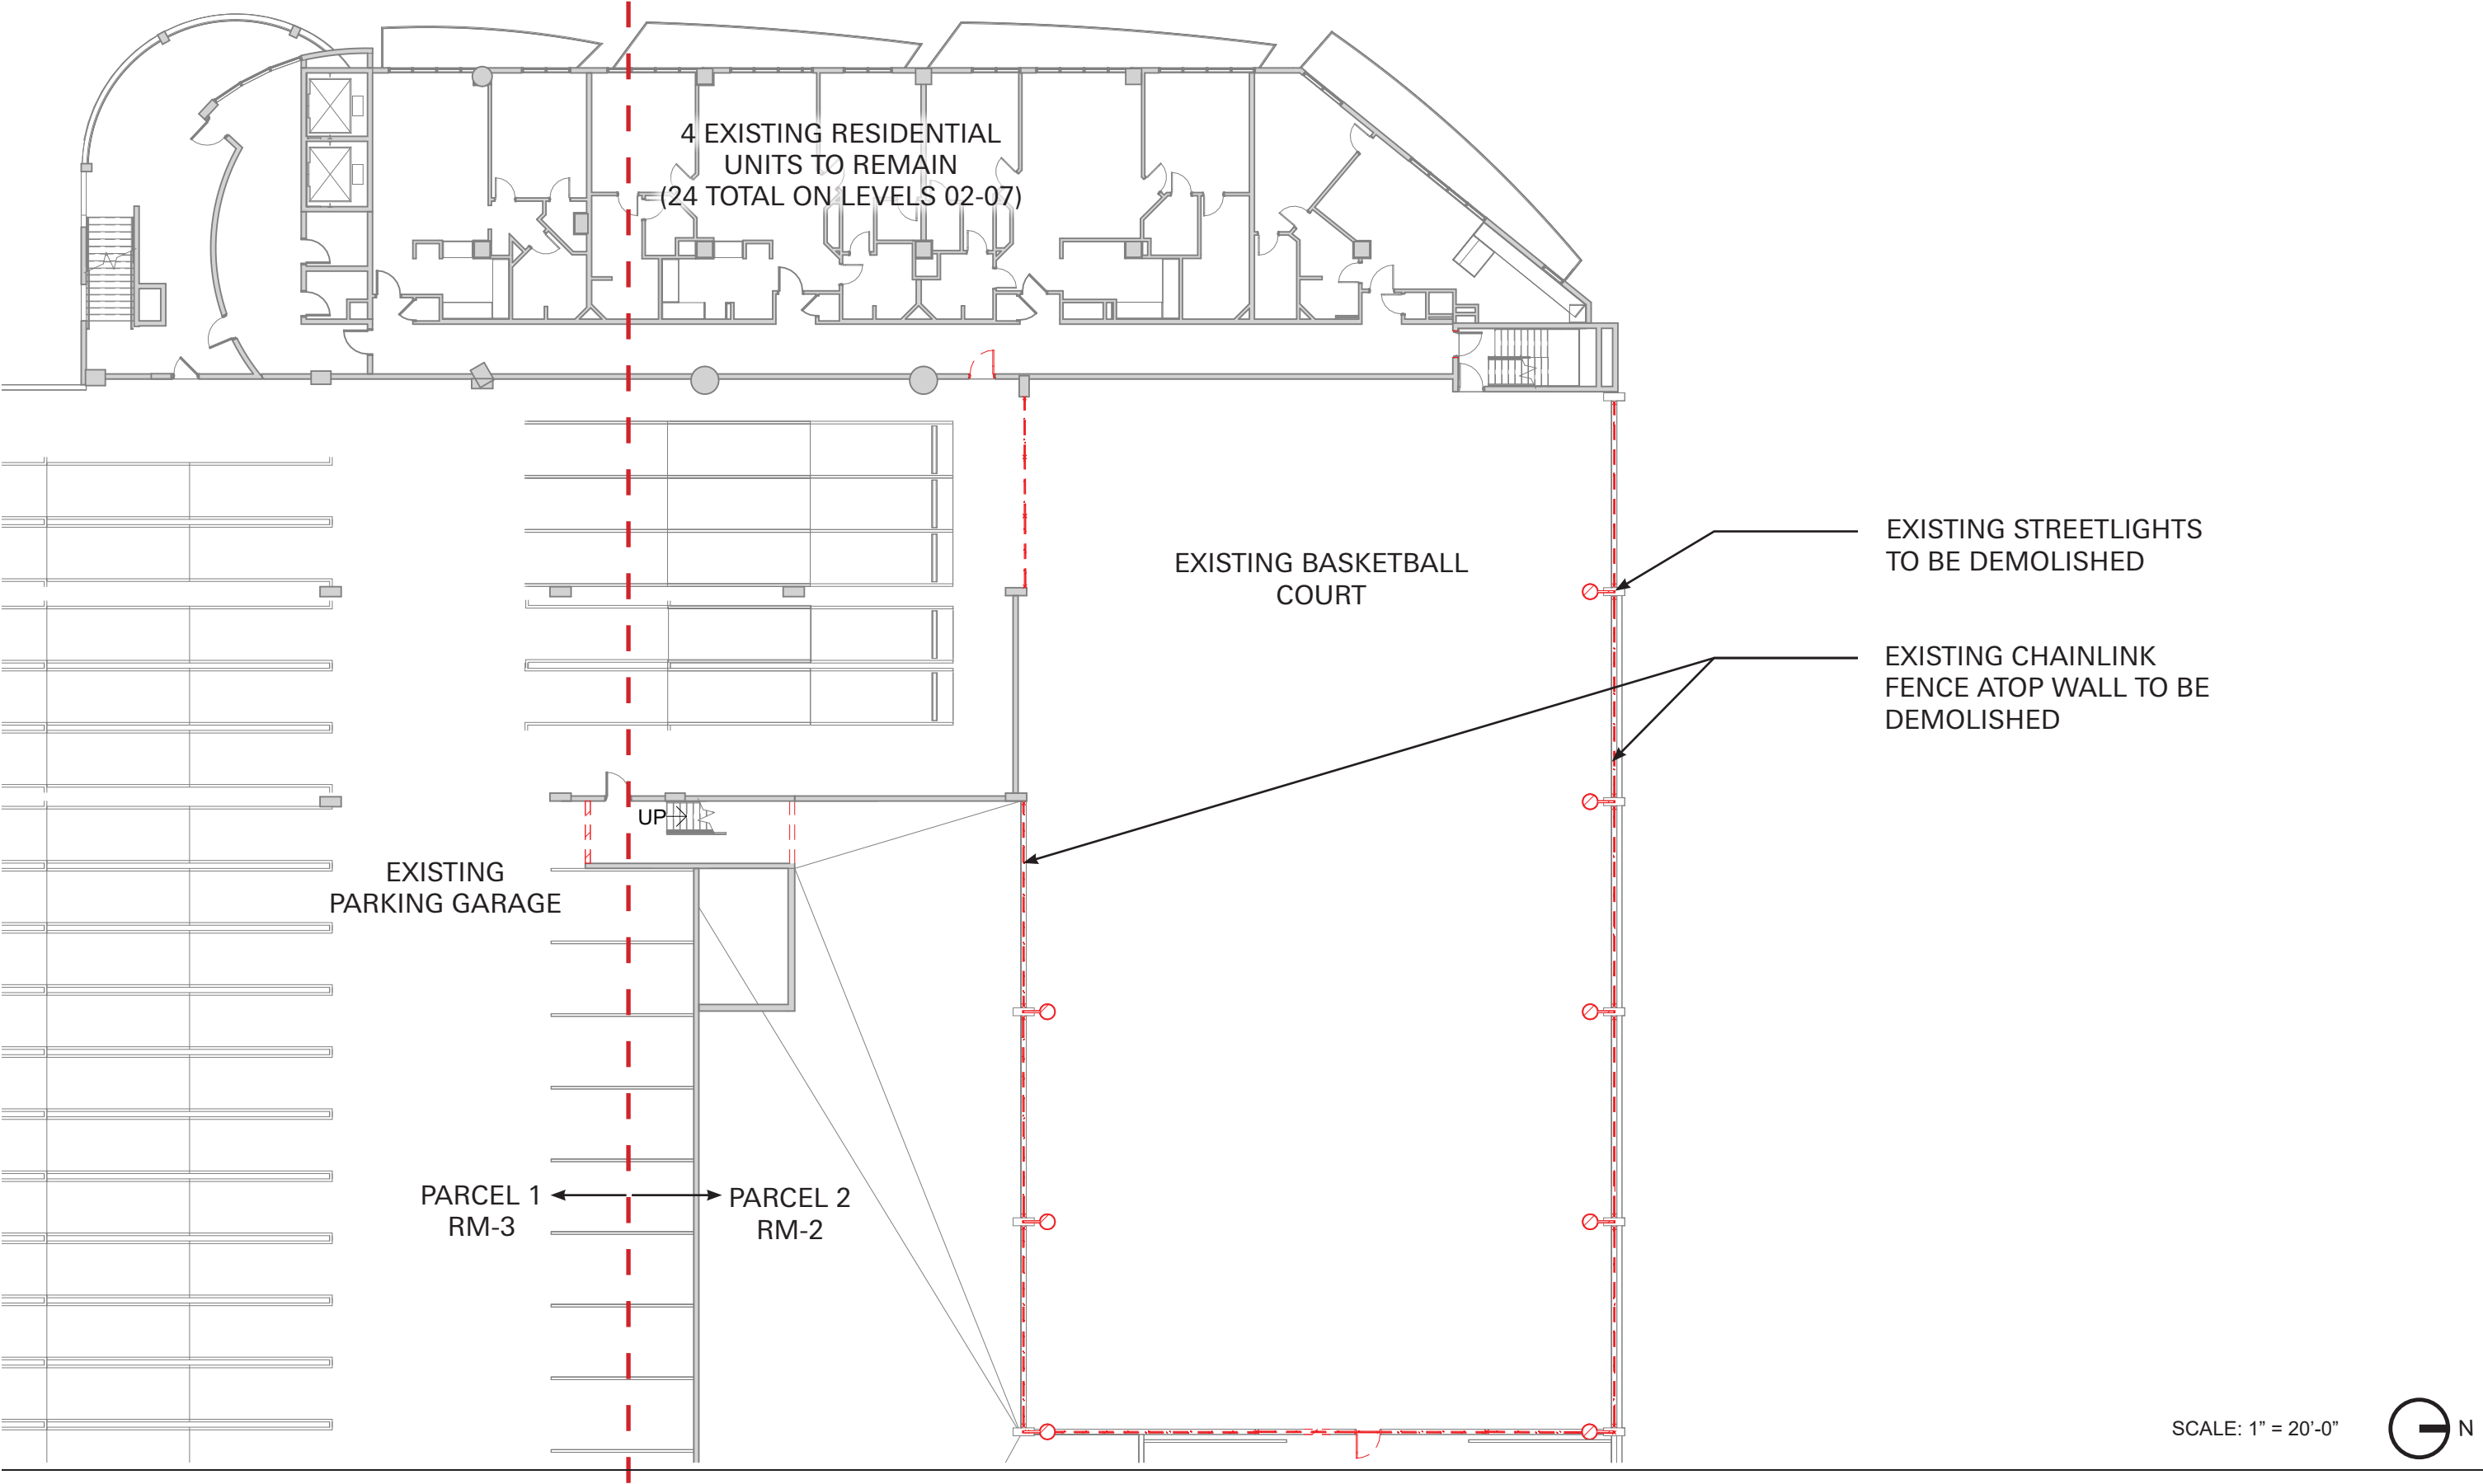 4 EXISTING RESIDENTIAL
UNITS TO REMAIN
(24 TOTAL ON LEVELS 02-07)
EXISTING STREETLIGHTS
TO BE DEMOLISHED
EXISTING BASKETBALL
COURT
EXISTING CHAINLINK
FENCE ATOP WALL TO BE
DEMOLISHED
UP
EXISTING
PARKING GARAGE
PARCEL 1
RM-3
PARCEL 2
RM-2
SCALE: 1” = 20’-0”
N